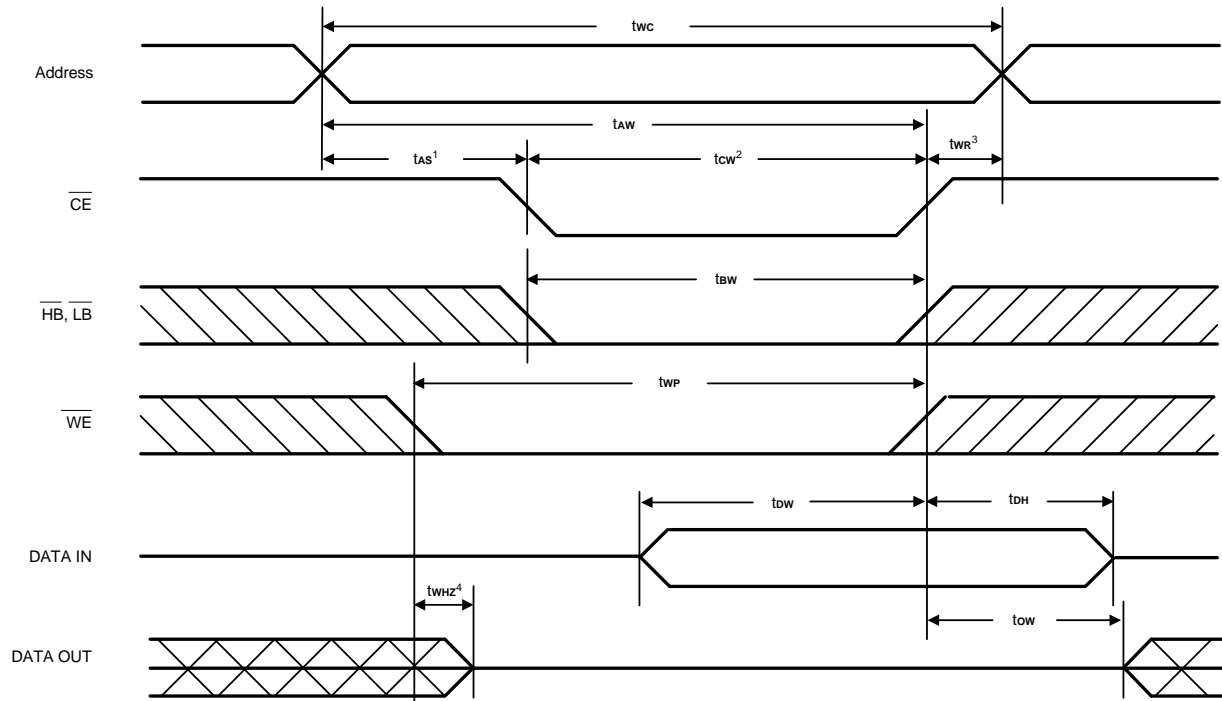 tWC
Address
tAW
tAS1
tCW2
tWR3
CE
tBW
HB, LB
tWP
WE
tDW
tDH
DATA IN
tWHZ4
tOW
DATA OUT